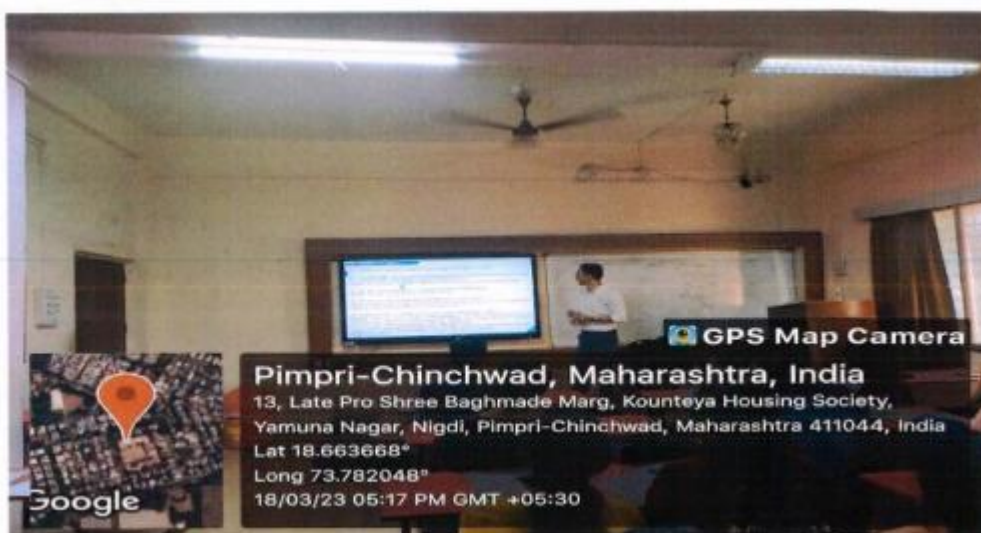 GPS Map Camera
Pimpri-Chinchwad, Maharashtra, India
13, Late Pro Shree Baghmade Marg, Kounteya Housing Society,
Yamuna Nagar, Nigdi, Pimpri-Chinchwad, Maharashtra 411044, India
Lat 18.663668°
Long 73.782048°
18/03/23 05:17 PM GMT +05:30
Google